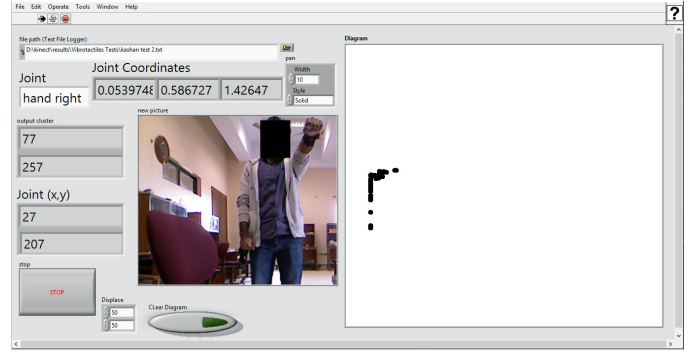 File Edit Operate Tools Window Help
?
file path (Text File Logger)
D:\kinect\results\Vibrotactiles Tests\kashan test 2.txt
pen
Width
10
Style
Solid
Joint
hand right
Joint Coordinates
0.0539748 0.586727 1.42647
output cluster
77
257
Joint (x,y)
27
207
stop
STOP
Displace
50
50
new picture
CLear Diagram
Diagram